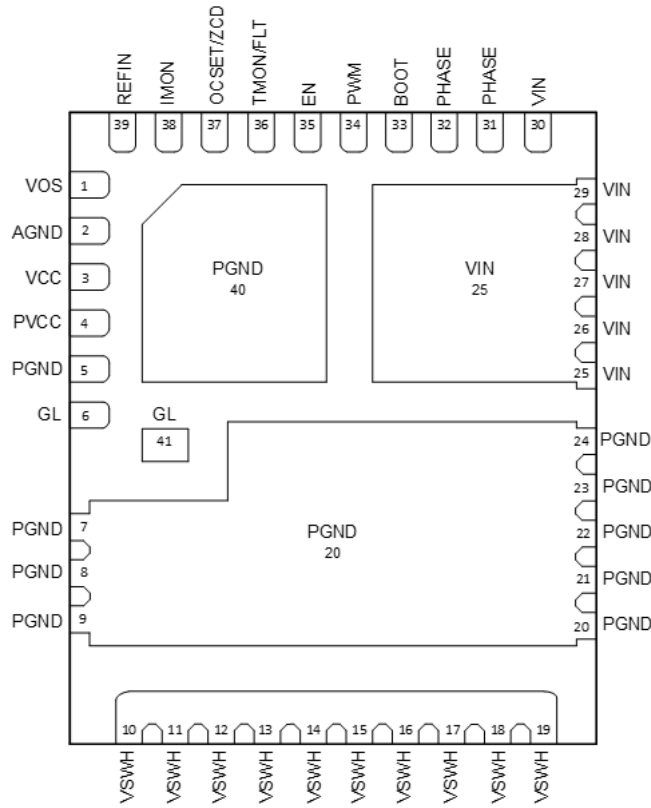 REFIN IMON OCSET/ZCD TMON/FLT EN PWM BOOT PHASE PHASE VIN
39 38 37 36 35 34 33 32 31 30
VOS 1
AGND 2
VCC 3
PVCC 4
PGND 5
GL 6
PGND
40
VIN
25
29 VIN
28 VIN
27 VIN
26 VIN
25 VIN
GL
41
24 PGND
23 PGND
22 PGND
21 PGND
20 PGND
PGND 7
PGND 8
PGND 9
PGND
20
10 11 12 13 14 15 16 17 18 19
VSWH VSWH VSWH VSWH VSWH VSWH VSWH VSWH VSWH VSWH